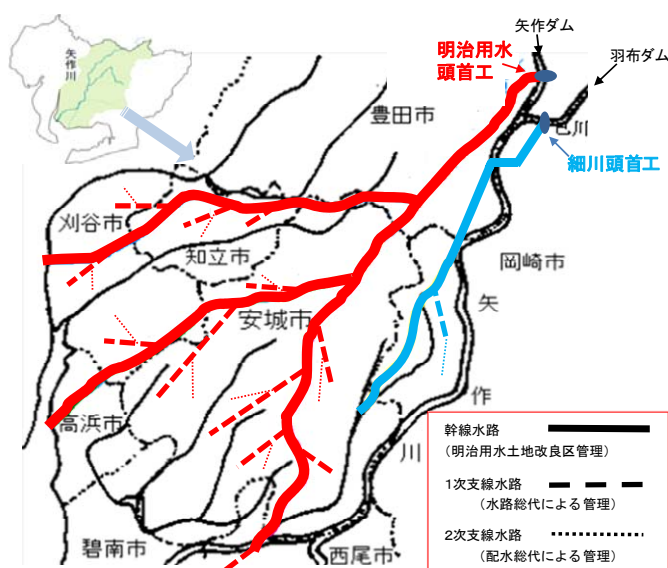 矢作川
矢作ダム
羽布ダム
明治用水
頭首工
豊田市
巴川
細川頭首工
刈谷市
知立市
岡崎市
安城市
矢
作
川
高浜市
碧南市
西尾市
幹線水路
(明治用水土地改良区管理)
1次支線水路
(水路総代による管理)
2次支線水路
(配水総代による管理)